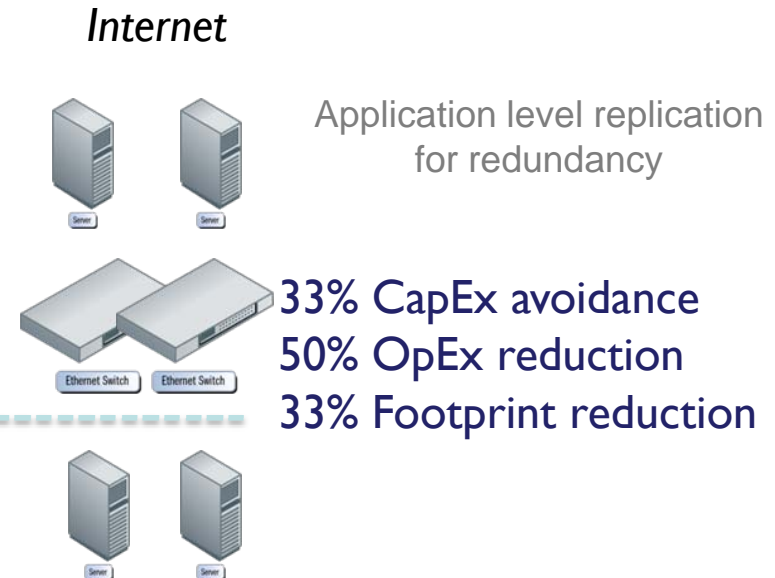 Internet
Application level replication
for redundancy
Server Server
33% CapEx avoidance
50% OpEx reduction
Ethernet Switch Ethernet Switch
33% Footprint reduction
Server Server